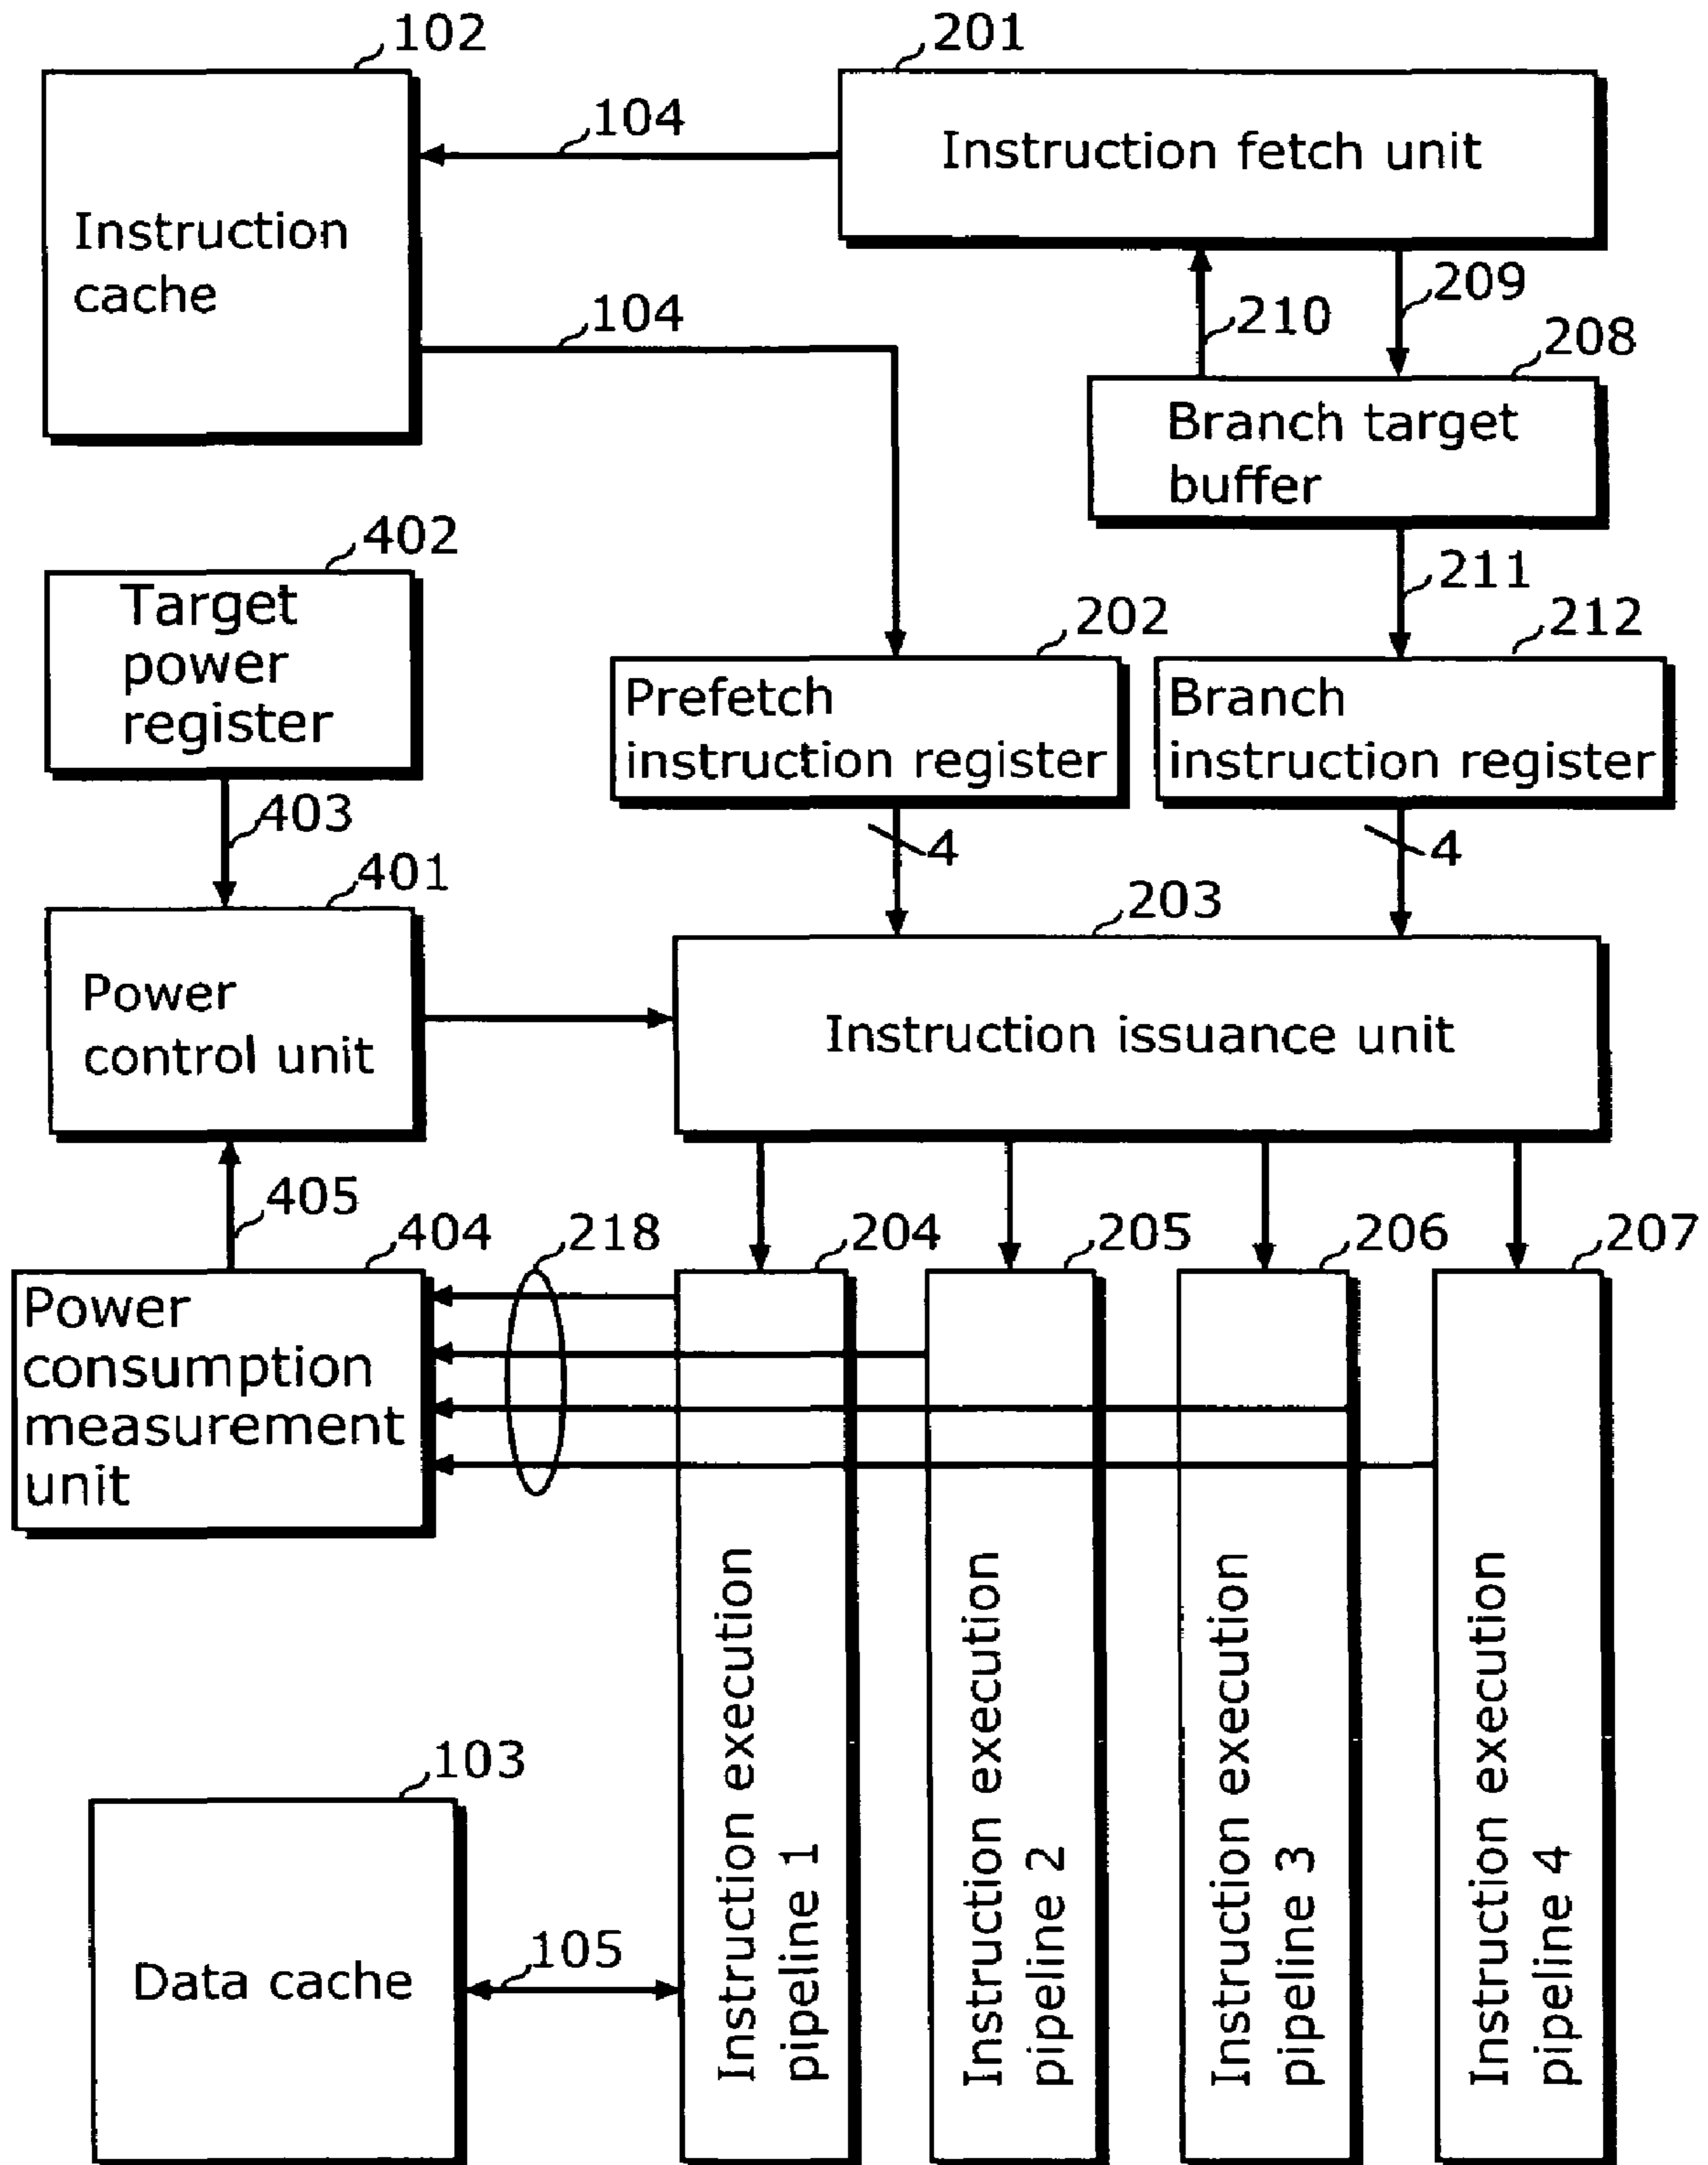 102
201
104
Instruction fetch unit
Instruction
cache
104
210
209
208
Branch target
buffer
402
Target
power
register
211
202
212
Prefetch
instruction register
Branch
instruction register
403
4
4
401
203
Power
control unit
Instruction issuance unit
405
404
218
204
205
206
207
Power
consumption
measurement
unit
Instruction execution
pipeline 1
Instruction execution
pipeline 2
Instruction execution
pipeline 3
Instruction execution
pipeline 4
103
Data cache
105